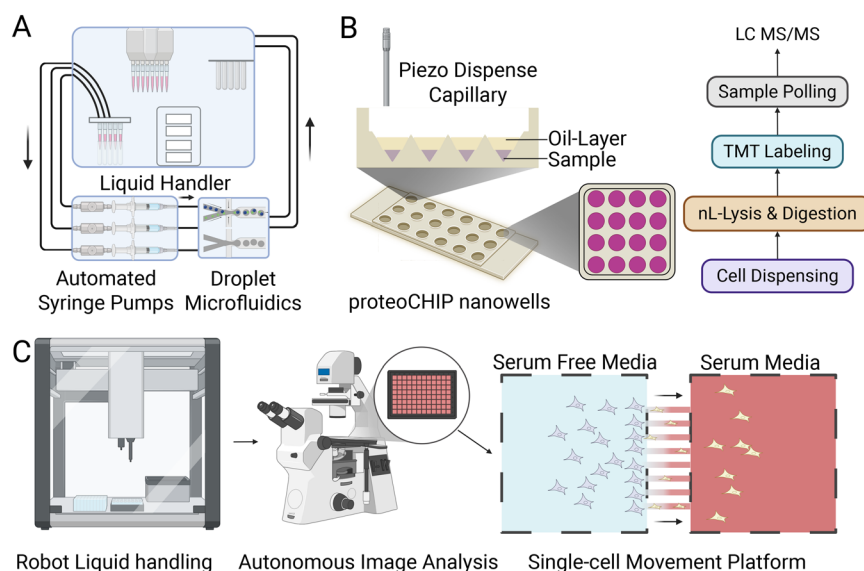 A
Liquid Handler
Automated
Syringe Pumps
Droplet
Microfluidics
B
Piezo Dispense
Capillary
Oil-Layer
Sample
proteoCHIP nanowells
LC MS/MS
Sample Polling
TMT Labeling
nL-Lysis & Digestion
Cell Dispensing
C
Serum Free Media
Serum Media
Robot Liquid handling
Autonomous Image Analysis
Single-cell Movement Platform